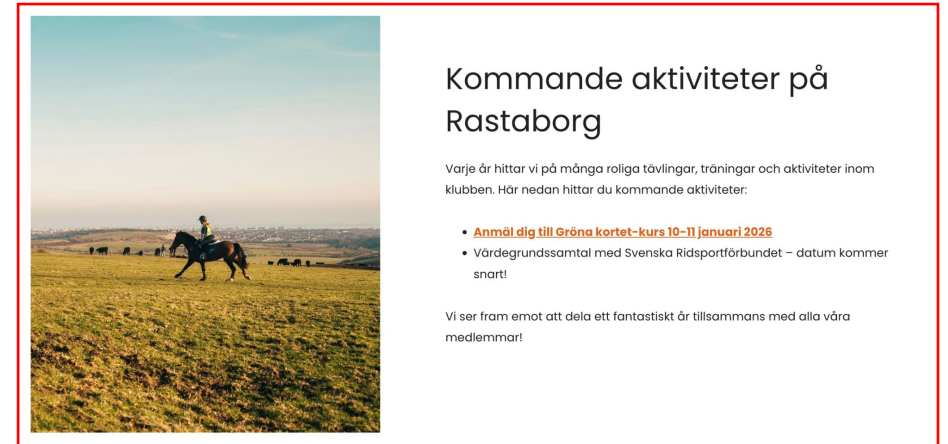 Kommande aktiviteter på
Rastaborg
Varje år hittar vi på många roliga tävlingar, träningar och aktiviteter inom
klubben. Här nedan hittar du kommande aktiviteter:
• Anmäl dig till Gröna kortet-kurs 10-11 januari 2026
• Värdegrundssamtal med Svenska Ridsportförbundet – datum kommer
snart!
Vi ser fram emot att dela ett fantastiskt år tillsammans med alla våra
medlemmar!